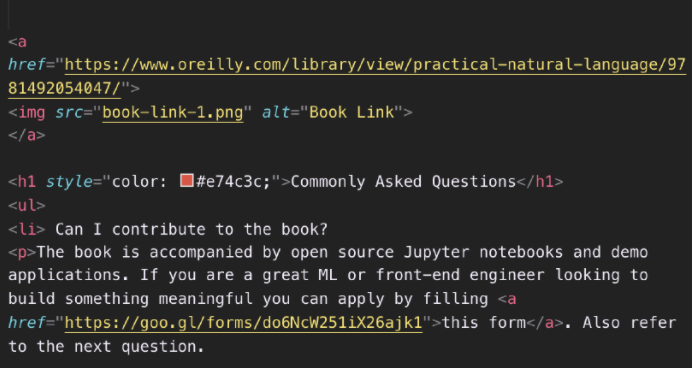 <a
href="https://www.oreilly.com/library/view/practical-natural-language/97
81492054047/">
<img src="book-link-1.png" alt="Book Link">
</a>
<h1 style="color: #e74c3c;">Commonly Asked Questions</h1>
<ul>
<li> Can I contribute to the book?
<p>The book is accompanied by open source Jupyter notebooks and demo
applications. If you are a great ML or front-end engineer looking to
build something meaningful you can apply by filling <a
href="https://goo.gl/forms/do6NcW251iX26ajk1">this form</a>. Also refer
to the next question.